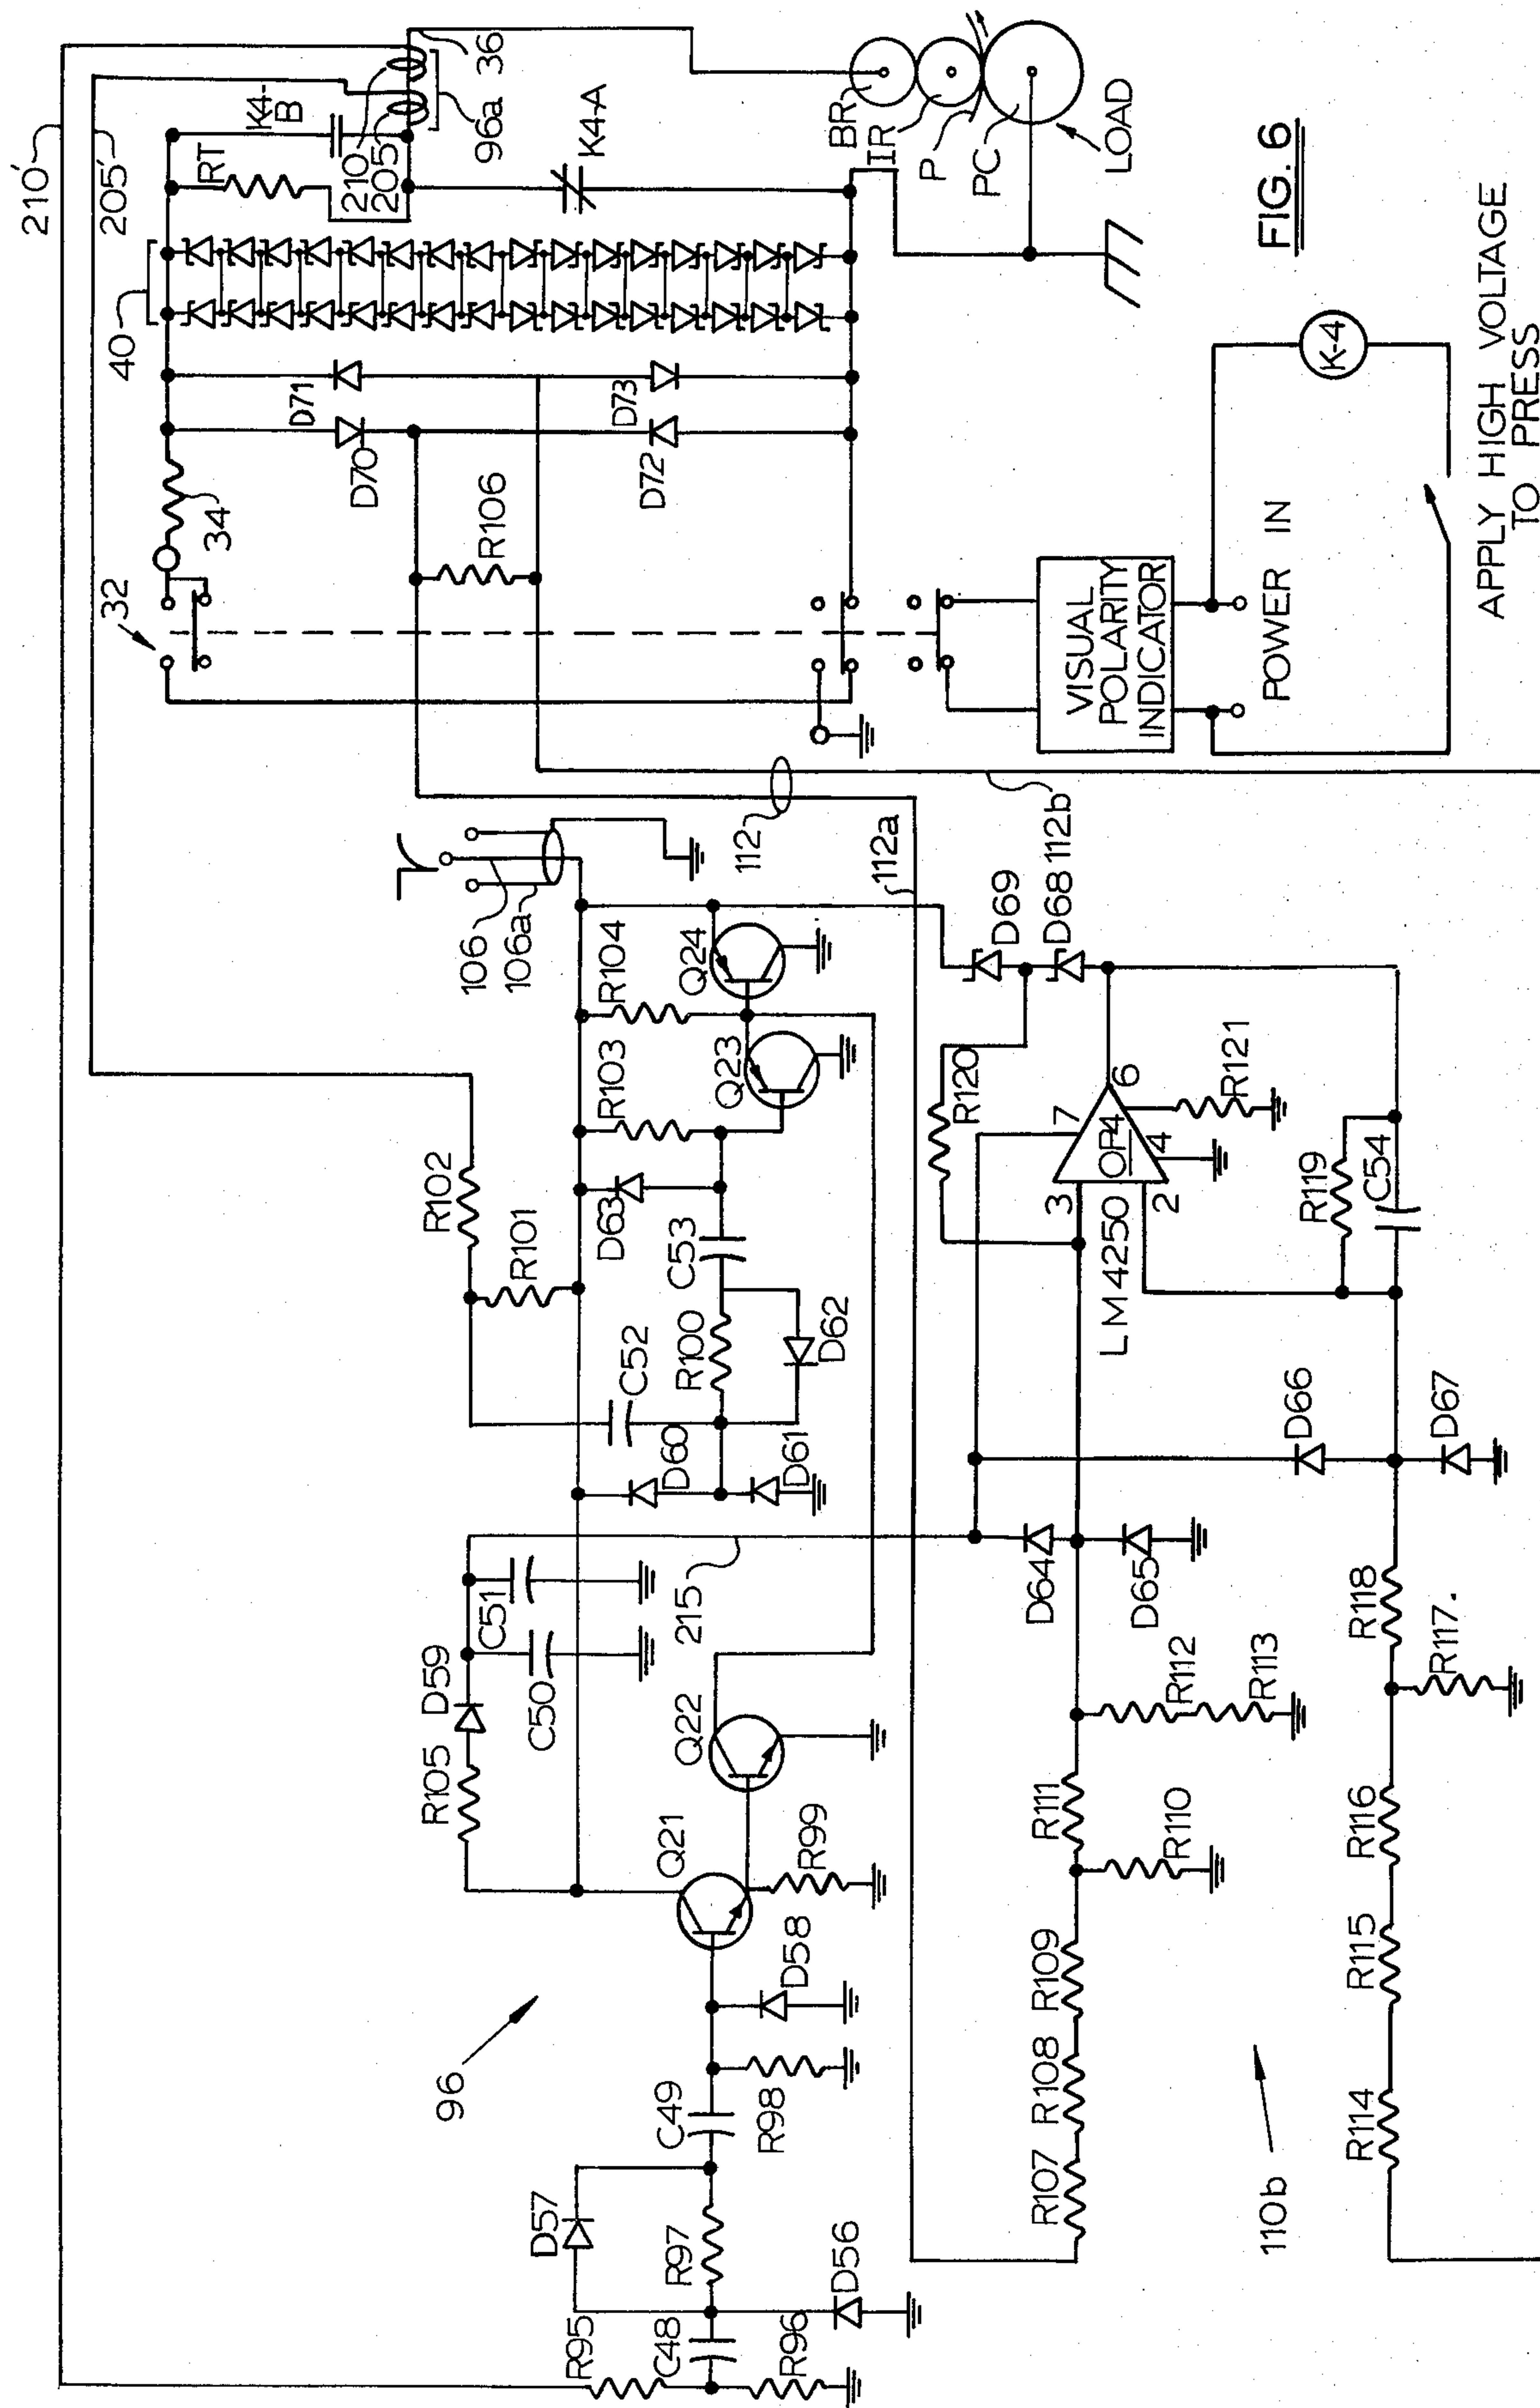 210'
205'
40
RT
K4-
B
210
205
96a
36
K4-A
BR
IR
P
PC
LOAD
FIG. 6
32
34
D71
D70
D73
D72
R106
VISUAL
POLARITY
INDICATOR
POWER IN
K-4
APPLY HIGH VOLTAGE
TO PRESS
112
112a
112b
106
106a
R102
R101
R103
R104
Q24
Q23
D63
C53
C52
R100
D62
D60
D61
D69
D68
R120
7
3
OP4
6
4
2
LM4250
R121
R119
C54
D66
D67
215
C51
C50
D59
R105
Q22
Q21
R99
D58
96
C49
R98
D57
R97
D56
R95
C48
R96
D64
D65
R112
R113
R111
R110
R109
R108
R107
110b
R118
R117.
R116
R115
R114